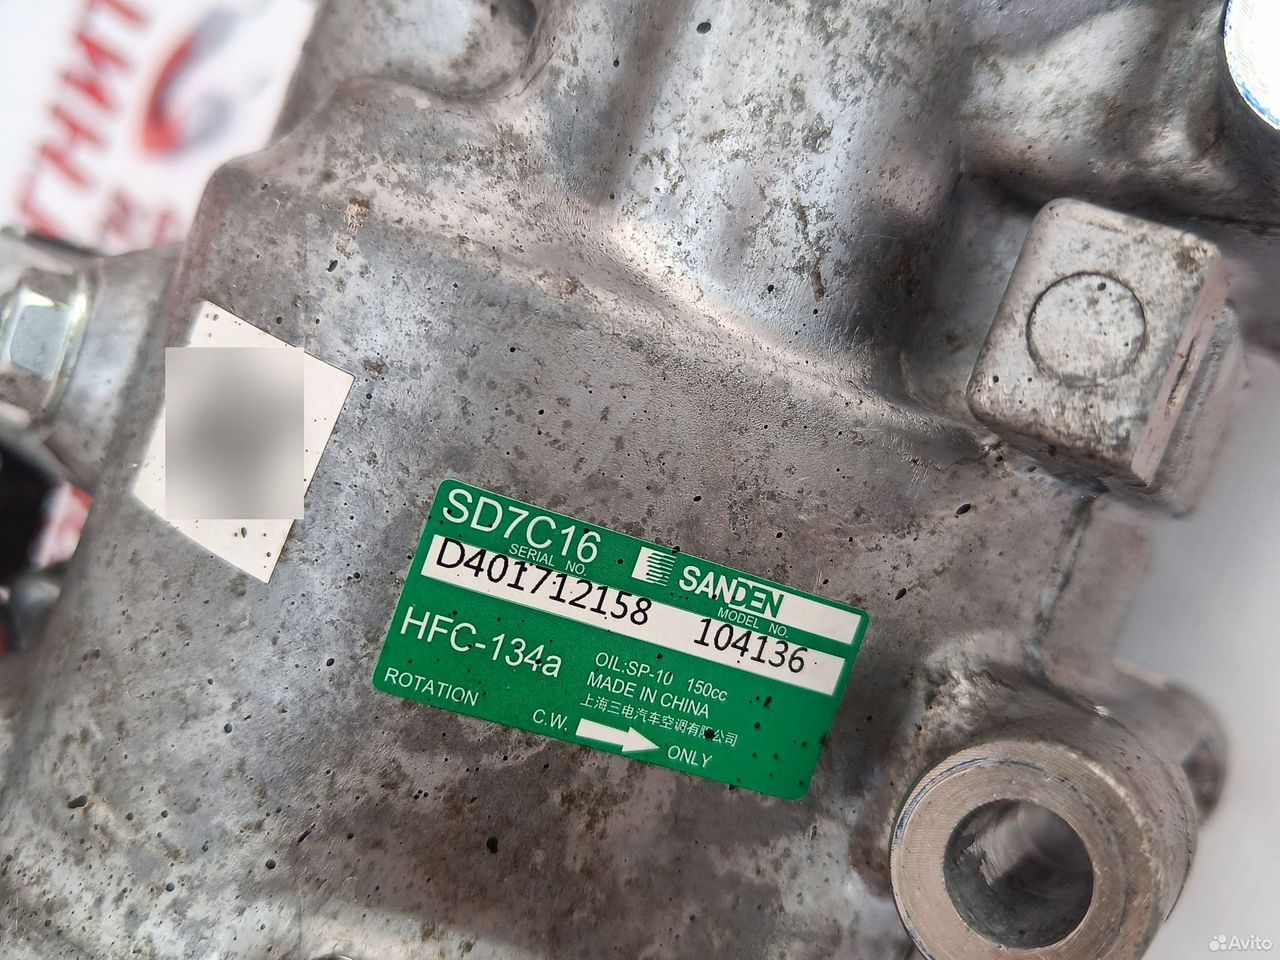 SD7C16
SANDEN
SERIAL NO.
MODEL NO.
D401712158 104136
HFC-134a
OIL:SP-10 150cc
MADE IN CHINA
上海三电汽车空调有限公司
ROTATION
C.W. ONLY
Avito